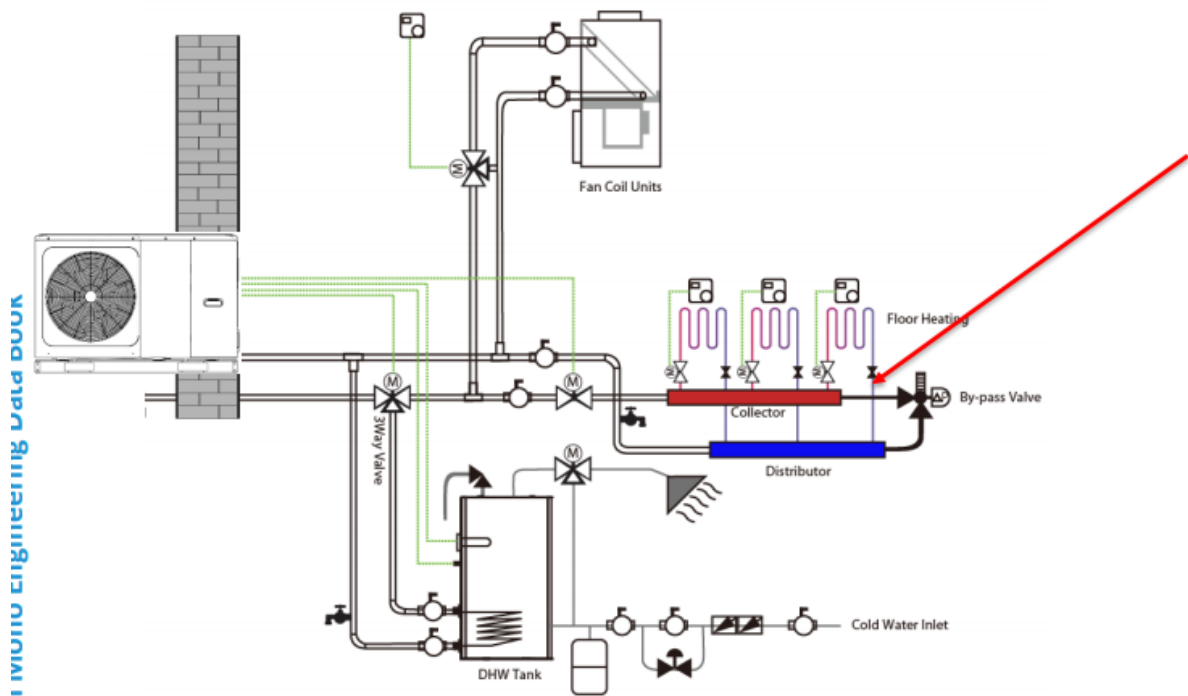 Fan Coil Units
M
Floor Heating
M
M
M
M
M
ΔP
By-pass Valve
Collector
3Way Valve
M
Distributor
Cold Water Inlet
DHW Tank
Mono Engineering Data Book